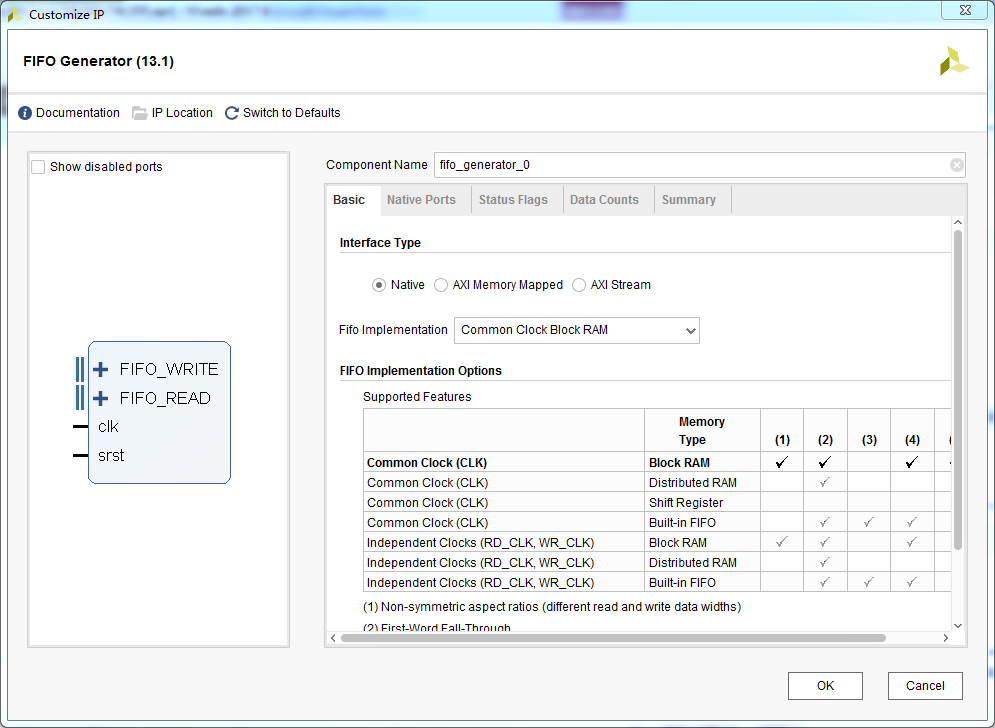 Customize IP
FIFO Generator (13.1)
Documentation IP Location Switch to Defaults
Show disabled ports
FIFO_WRITE
FIFO_READ
clk
srst
Component Name fifo_generator_0
Basic Native Ports Status Flags Data Counts Summary
Interface Type
Native AXI Memory Mapped AXI Stream
Fifo Implementation Common Clock Block RAM
FIFO Implementation Options
Supported Features
Memory
Type (1) (2) (3) (4)
Common Clock (CLK) Block RAM ✓ ✓ ✓
Common Clock (CLK) Distributed RAM ✓
Common Clock (CLK) Shift Register
Common Clock (CLK) Built-in FIFO ✓ ✓ ✓
Independent Clocks (RD_CLK, WR_CLK) Block RAM ✓ ✓ ✓
Independent Clocks (RD_CLK, WR_CLK) Distributed RAM ✓
Independent Clocks (RD_CLK, WR_CLK) Built-in FIFO ✓ ✓ ✓
(1) Non-symmetric aspect ratios (different read and write data widths)
(2) First-Word Fall-Through
OK Cancel